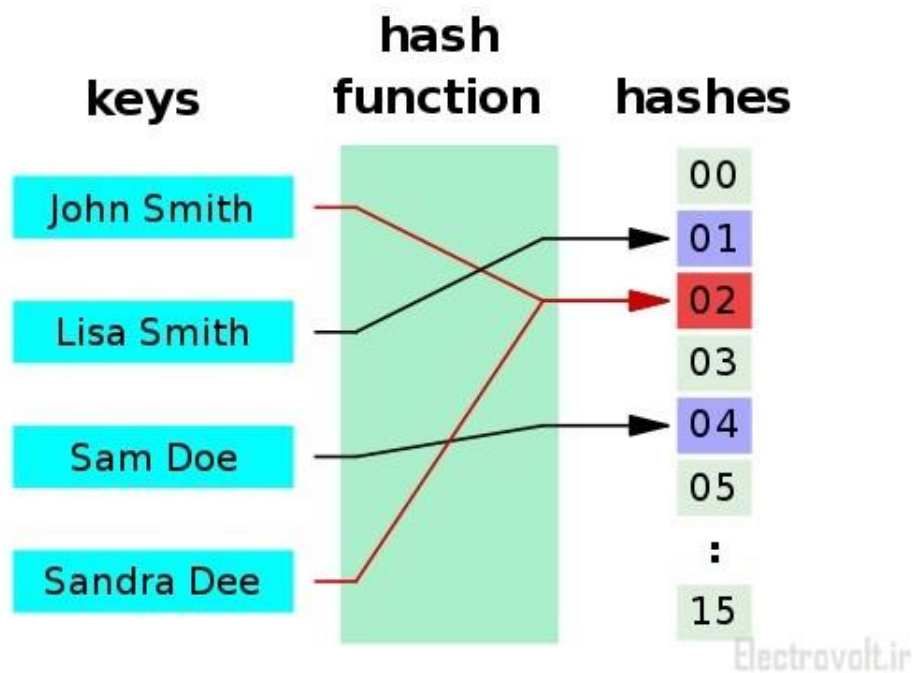 hash
keys function hashes
John Smith
Lisa Smith
Sam Doe
Sandra Dee
00
01
02
03
04
05
:
15
Electrovolt.ir